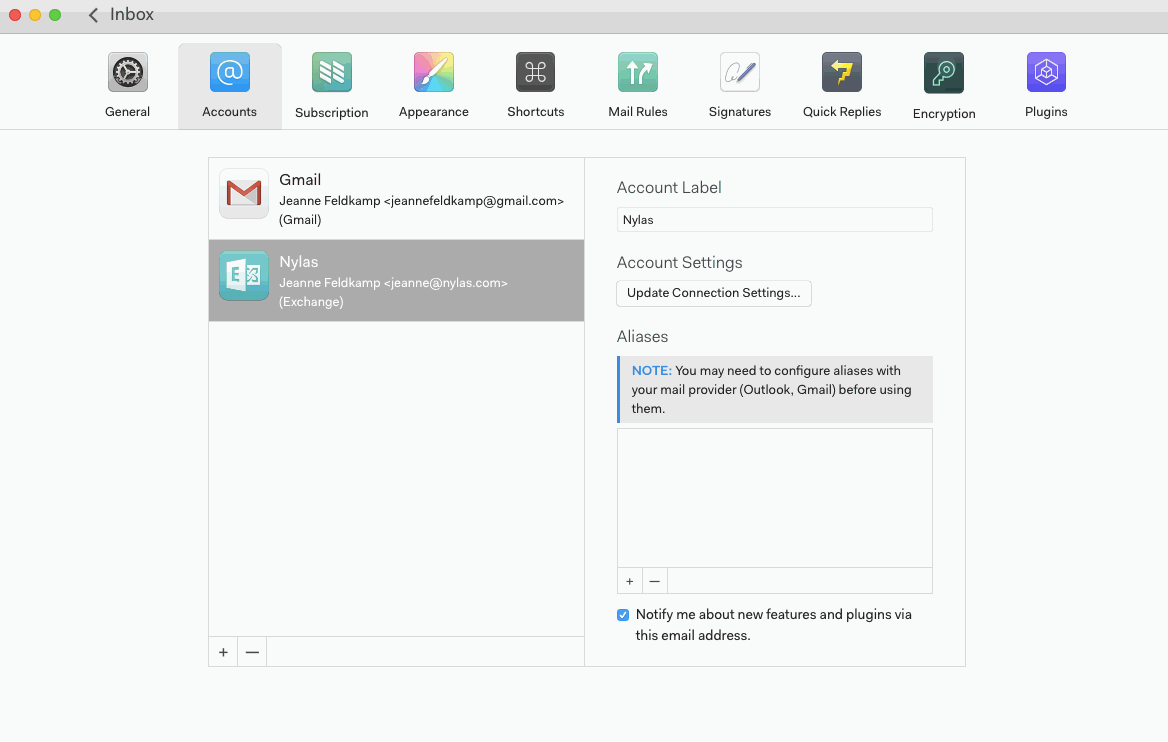 Inbox
General
Accounts
Subscription
Appearance
Shortcuts
Mail Rules
Signatures
Quick Replies
Encryption
Plugins
Gmail
Jeanne Feldkamp <jeannefeldkamp@gmail.com>
(Gmail)
Nylas
Jeanne Feldkamp <jeanne@nylas.com>
(Exchange)
+ —
Account Label
Nylas
Account Settings
Update Connection Settings...
Aliases
NOTE: You may need to configure aliases with
your mail provider (Outlook, Gmail) before using
them.
+ —
Notify me about new features and plugins via
this email address.